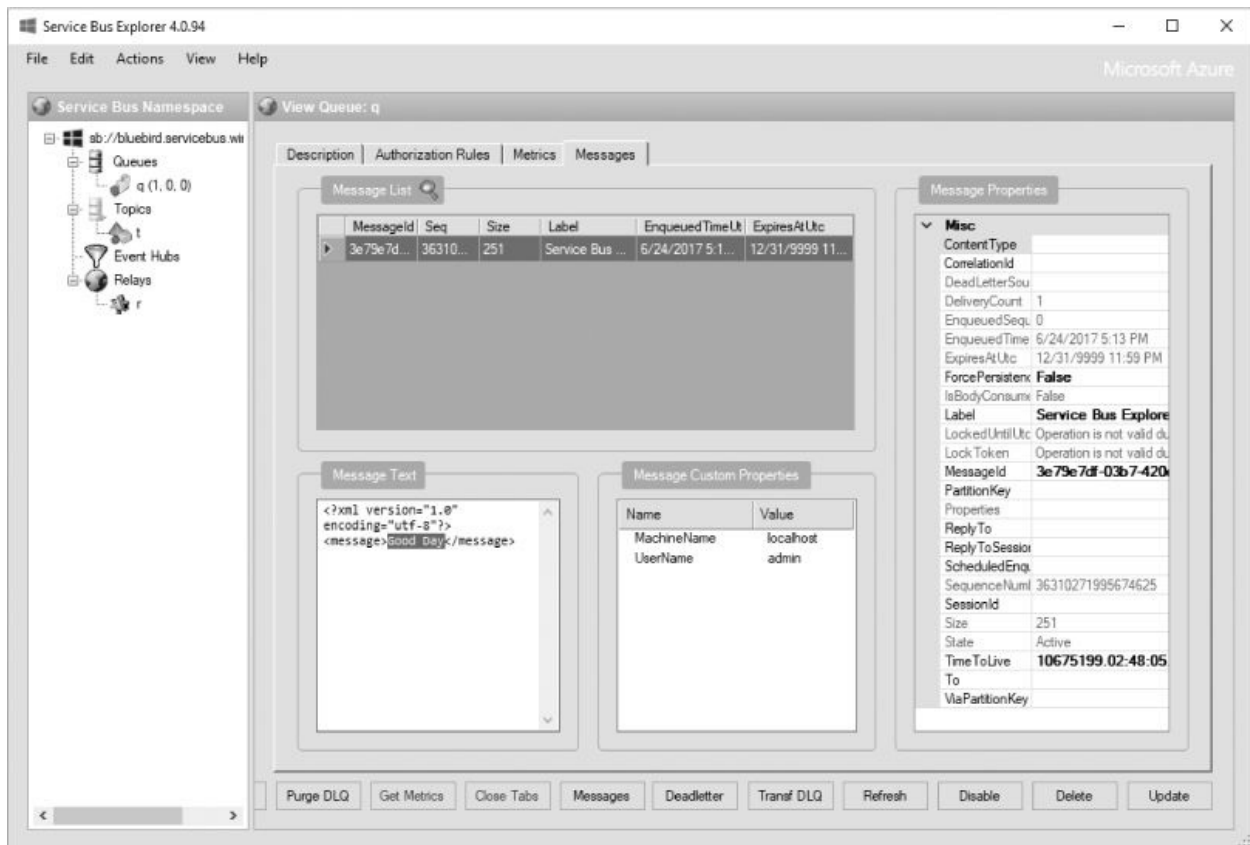 Service Bus Explorer 4.0.94
File Edit Actions View Help
Microsoft Azure
Service Bus Namespace
sb://bluebird.servicebus.wi
Queues
q (1, 0, 0)
Topics
t
Event Hubs
Relays
r
View Queue: q
Description Authorization Rules Metrics Messages
Message List
MessageId Seq Size Label EnqueuedTimeUt ExpiresAtUtc
3e79e7d... 36310... 251 Service Bus ... 6/24/2017 5:1... 12/31/9999 11...
Message Text
<?xml version="1.0"
encoding="utf-8"?>
<message>Good Day</message>
Message Custom Properties
Name Value
MachineName localhost
UserName admin
Message Properties
Misc
ContentType
CorrelationId
DeadLetterSou
DeliveryCount 1
EnqueuedSequ 0
EnqueuedTime 6/24/2017 5:13 PM
ExpiresAtUtc 12/31/9999 11:59 PM
ForcePersistenc False
IsBodyConsume False
Label Service Bus Explore
LockedUntilUtc Operation is not valid du
LockToken Operation is not valid du
MessageId 3e79e7df-03b7-420
PartitionKey
Properties
ReplyTo
ReplyToSession
ScheduledEnqu
SequenceNuml 36310271995674625
SessionId
Size 251
State Active
TimeToLive 10675199.02:48:05
To
ViaPartitionKey
Purge DLQ Get Metrics Close Tabs Messages Deadletter Transf DLQ Refresh Disable Delete Update